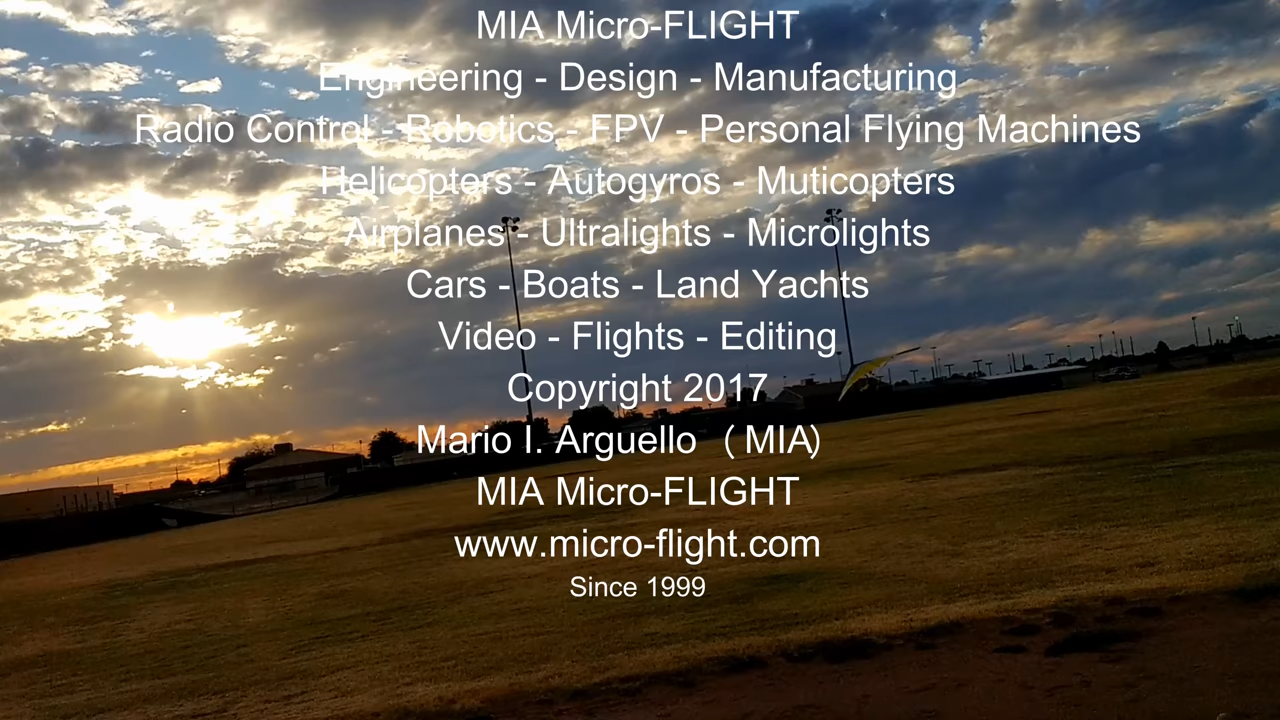 MIA Micro-FLIGHT
Engineering - Design - Manufacturing
Radio Control - Robotics - FPV - Personal Flying Machines
Helicopters - Autogyros - Muticopters
Airplanes - Ultralights - Microlights
Cars - Boats - Land Yachts
Video - Flights - Editing
Copyright 2017
Mario I. Arguello ( MIA)
MIA Micro-FLIGHT
www.micro-flight.com
Since 1999